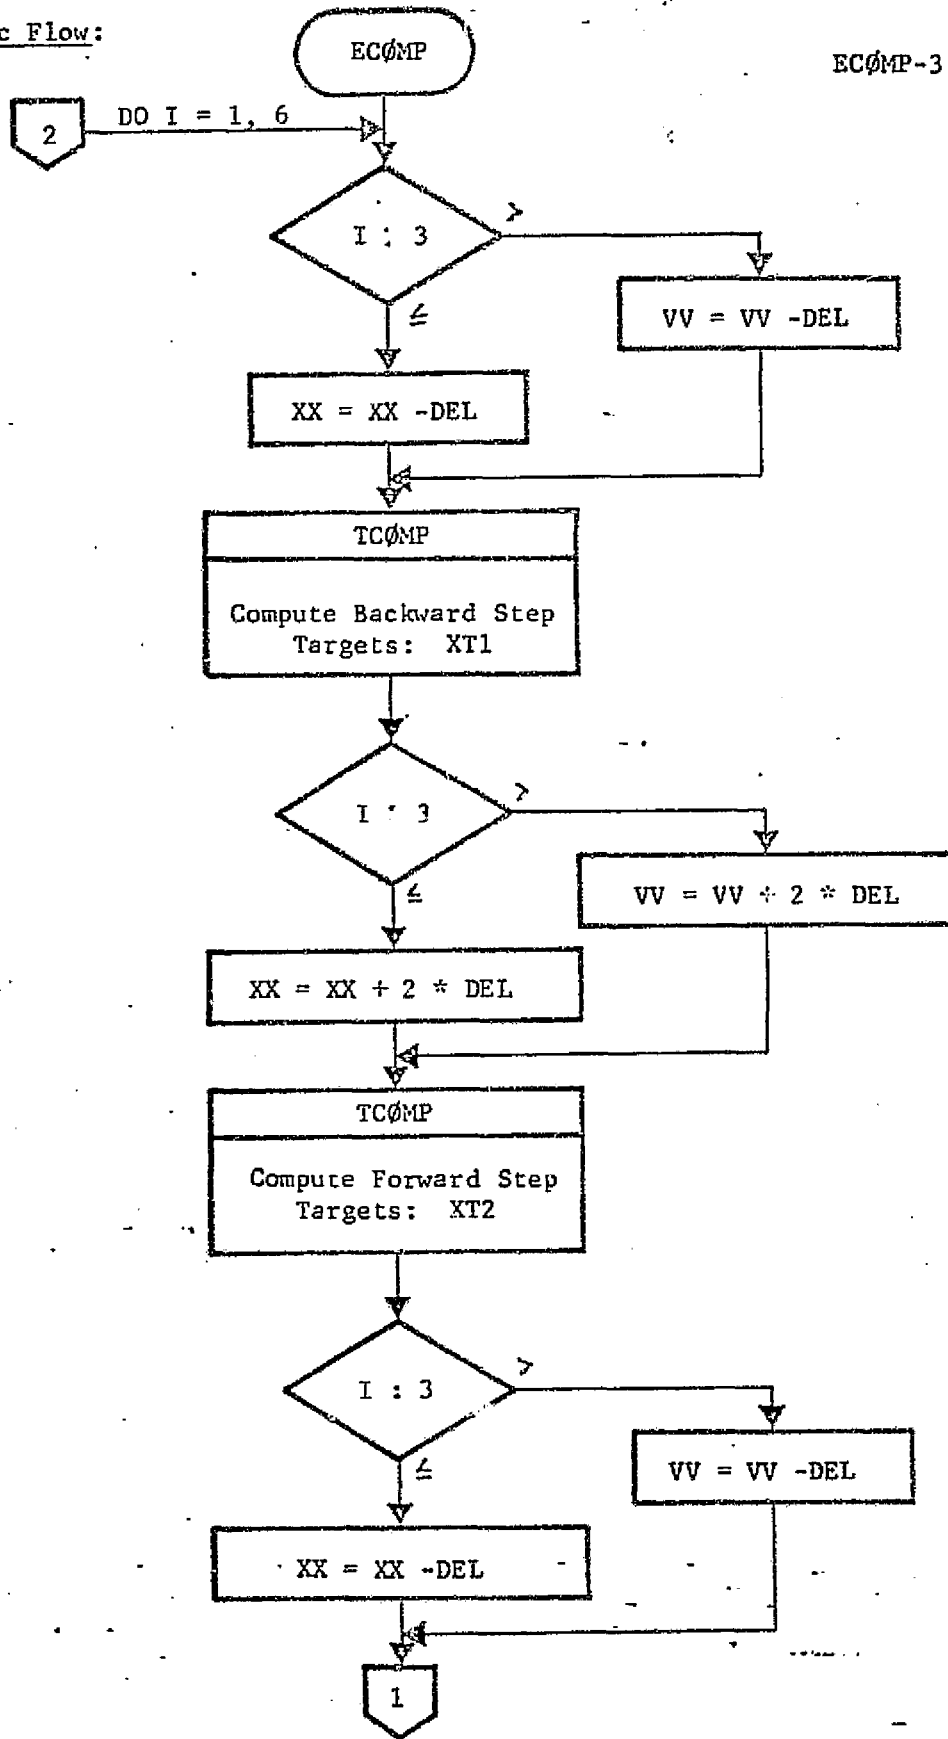 c Flow:
ECØMP
ECØMP-3
2
DO I = 1, 6
I : 3
>
≤
VV = VV -DEL
XX = XX -DEL
TCØMP
Compute Backward Step
Targets: XT1
I : 3
>
≤
VV = VV + 2 * DEL
XX = XX + 2 * DEL
TCØMP
Compute Forward Step
Targets: XT2
I : 3
>
≤
VV = VV -DEL
XX = XX -DEL
1